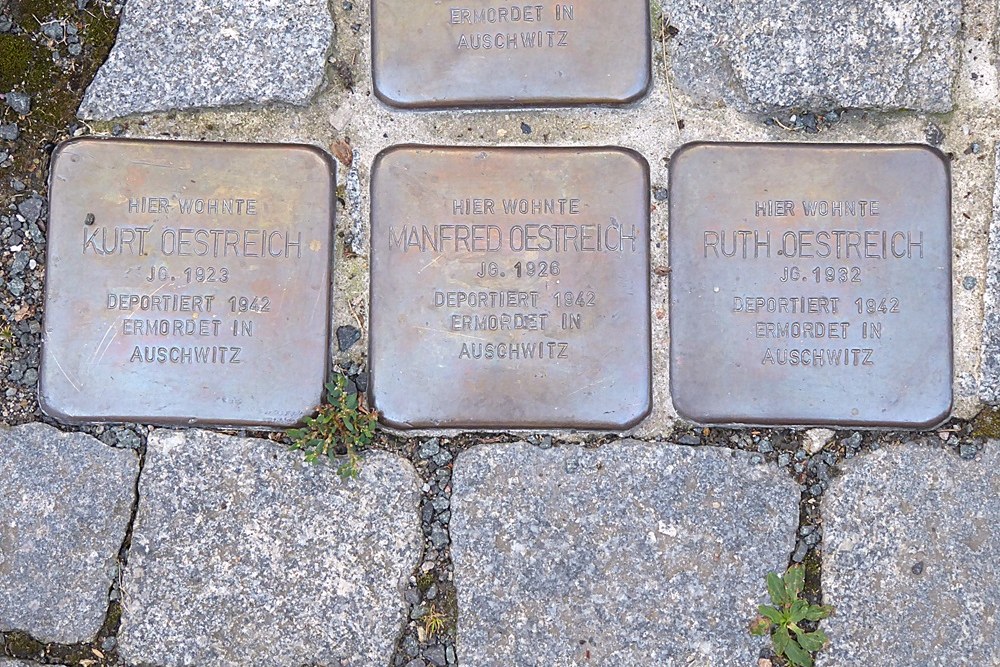 ERMORDET IN
AUSCHWITZ
HIER WOHNTE
KURT OESTREICH
JG. 1923
DEPORTIERT 1942
ERMORDET IN
AUSCHWITZ
HIER WOHNTE
MANFRED OESTREICH
JG. 1926
DEPORTIERT 1942
ERMORDET IN
AUSCHWITZ
HIER WOHNTE
RUTH OESTREICH
JG. 1932
DEPORTIERT 1942
ERMORDET IN
AUSCHWITZ